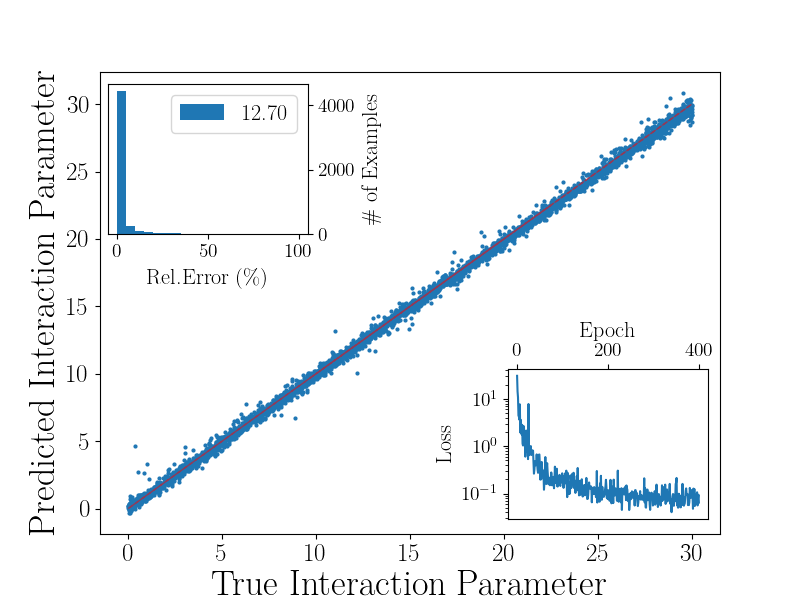 Predicted Interaction Parameter
30
25
20
15
10
5
0
0 5 10 15 20 25 30
True Interaction Parameter
12.70
4000
2000
0
# of Examples
0 50 100
Rel.Error (%)
Epoch
0 200 400
Loss
10¹
10⁰
10⁻¹